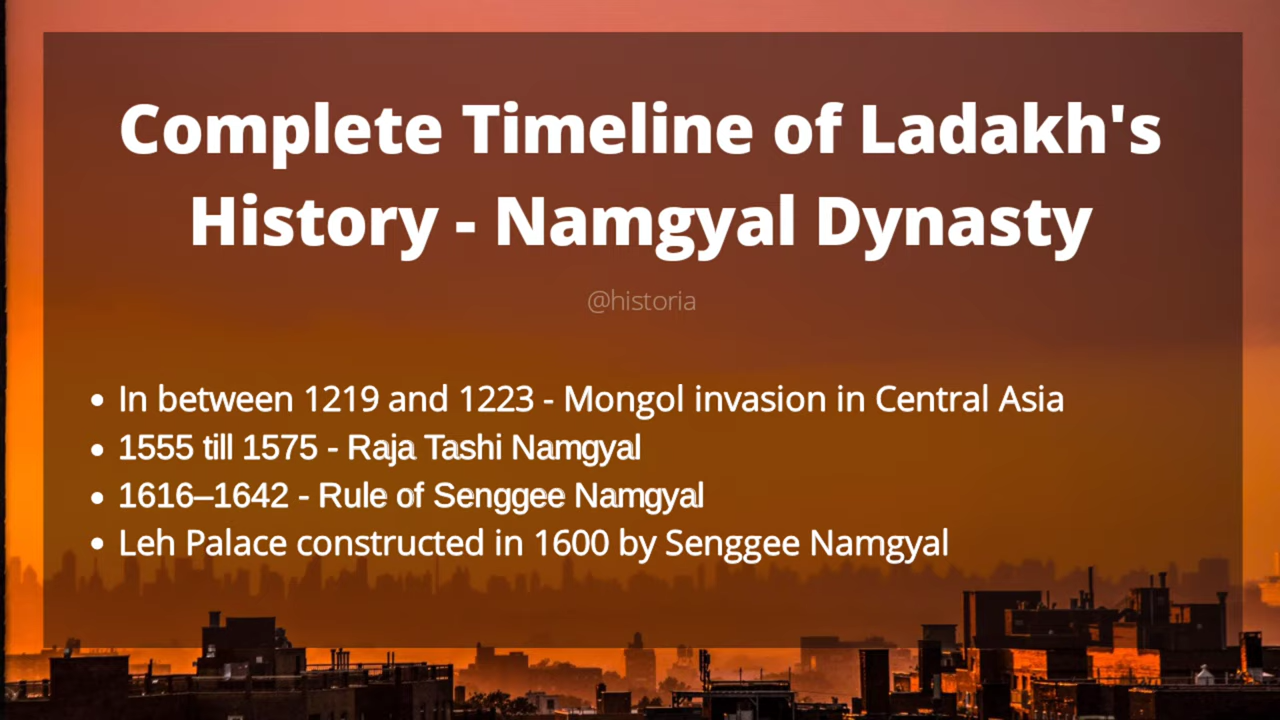 Complete Timeline of Ladakh's
History - Namgyal Dynasty
@historia
• In between 1219 and 1223 - Mongol invasion in Central Asia
• 1555 till 1575 - Raja Tashi Namgyal
• 1616–1642 - Rule of Senggee Namgyal
• Leh Palace constructed in 1600 by Senggee Namgyal